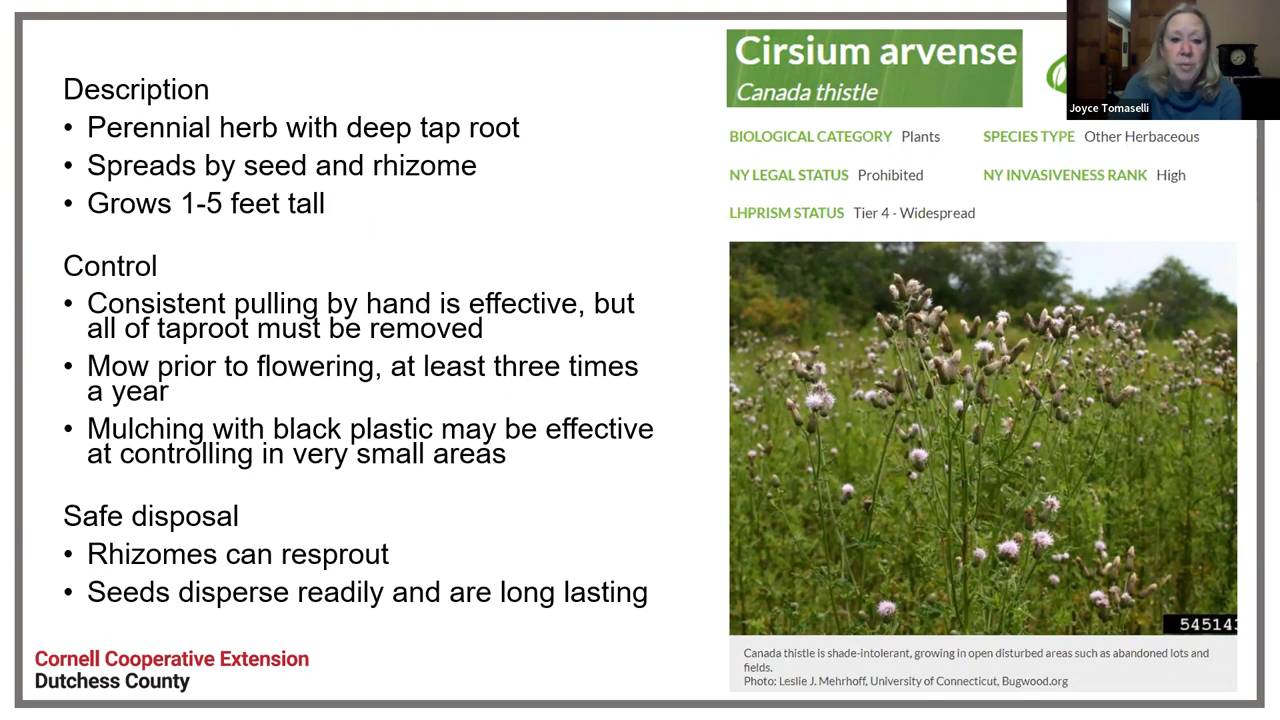 Description
• Perennial herb with deep tap root
• Spreads by seed and rhizome
• Grows 1-5 feet tall
Control
• Consistent pulling by hand is effective, but
all of taproot must be removed
• Mow prior to flowering, at least three times
a year
• Mulching with black plastic may be effective
at controlling in very small areas
Safe disposal
• Rhizomes can resprout
• Seeds disperse readily and are long lasting
Cornell Cooperative Extension
Dutchess County
Cirsium arvense
Canada thistle
Joyce Tomaselli
BIOLOGICAL CATEGORY Plants
SPECIES TYPE Other Herbaceous
NY LEGAL STATUS Prohibited
NY INVASIVENESS RANK High
LHPRISM STATUS Tier 4 - Widespread
Canada thistle is shade-intolerant, growing in open disturbed areas such as abandoned lots and
fields.
Photo: Leslie J. Mehrhoff, University of Connecticut, Bugwood.org